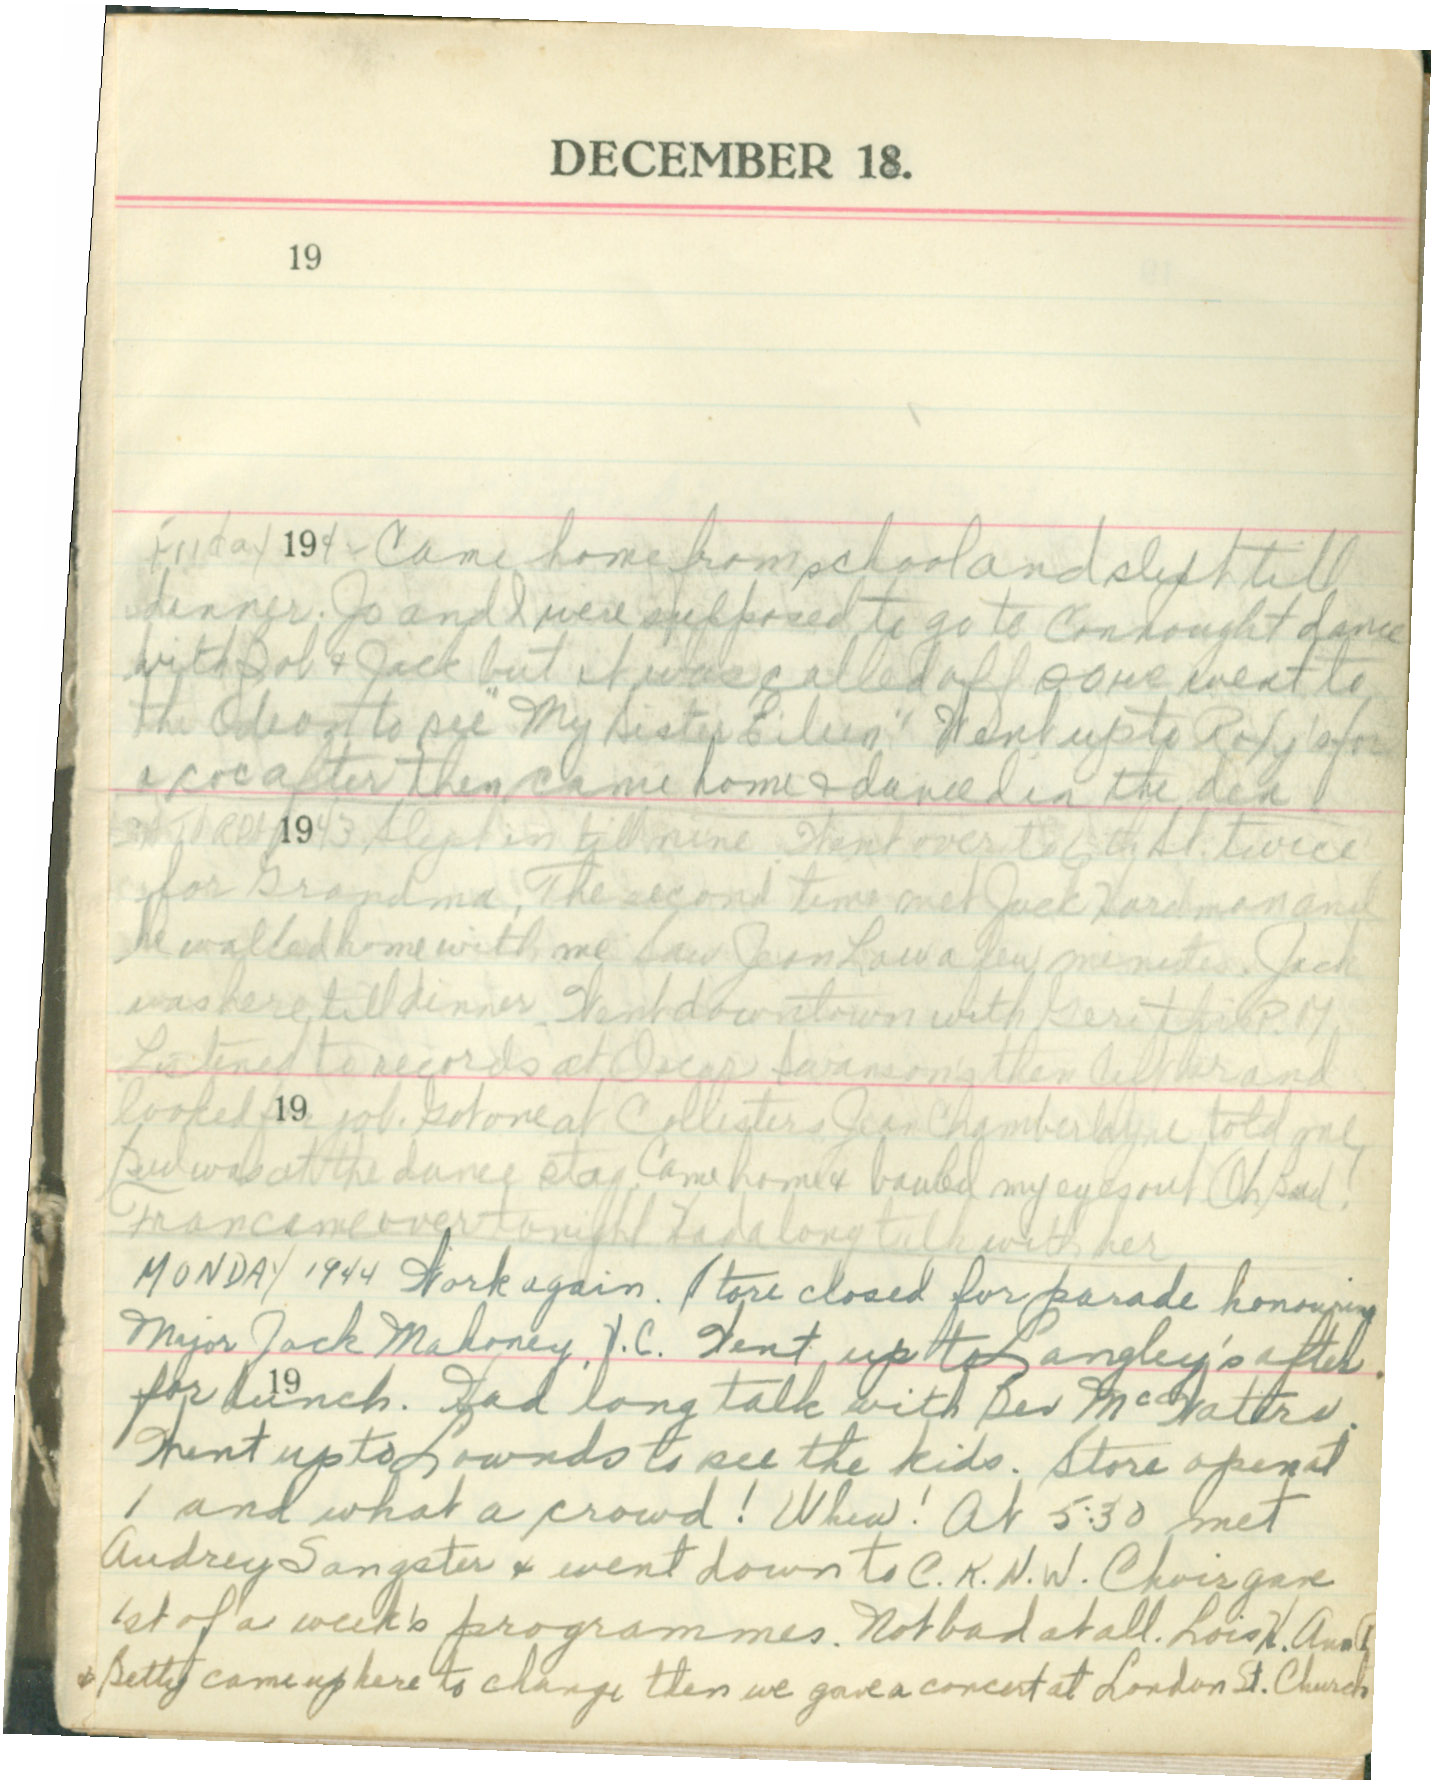 DECEMBER 18.
19
Friday 194- Came home from school and slept till
dinner. Jo and I were supposed to go to Connought dance
with Bob & Jack but it was called off so we went to
the Odeon to see "My Sister Eileen" Went up to Roxy's for
a coc after then came home & danced in the den
SATURDAY 1943 Slept in till nine. Went over to 6th St. twice
for Grandma. The second time met Jack Hardman and
he walked home with me Saw Jean Law a few minutes. Jack
was here till dinner. Went downtown with this P.M.
Listened to records at Oscar Swanson's then left her and
looked for job. Got one at Collisters Jean Chamberlayne told me
Bud was at the dance stag. Came home & bawled my eyes out Oh Bud!
Fran came over tonight Had a long talk with her
MONDAY 1944 Work again. Store closed for parade honouring
Major Jack Mahoney, V.C. Went up to Langley's after
19
for lunch. Had long talk with Bev McWatters.
Went up to Lownds to see the kids. Store open at
1 and what a crowd! Whew! At 5:30 met
Audrey Sangster & went down to C.K.N.W. Choir gave
1st of a week's programmes. Not bad at all. Lois H. Ann
& Betty came up here to change then we gave a concert at London St. Church